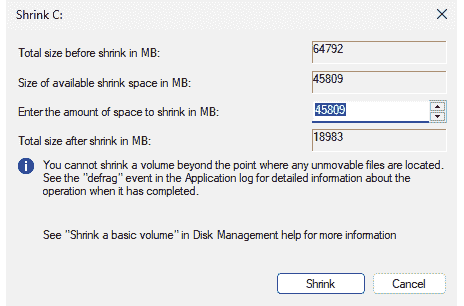 Shrink C:
Total size before shrink in MB: 64792
Size of available shrink space in MB: 45809
Enter the amount of space to shrink in MB: 45809
Total size after shrink in MB: 18983
You cannot shrink a volume beyond the point where any unmovable files are located.
See the "defrag" event in the Application log for detailed information about the
operation when it has completed.
See "Shrink a basic volume" in Disk Management help for more information
Shrink Cancel